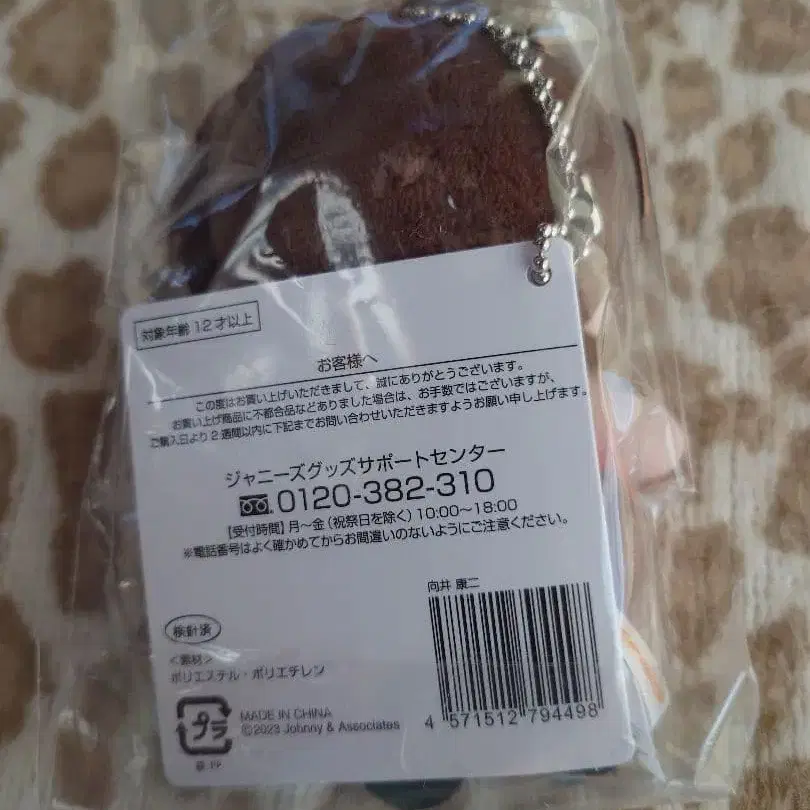 対象年齢 12才以上
お客様へ
この度はお買い上げいただきまして、誠にありがとうございます。
お買い上げ商品に不都合品などありました場合は、お手数ではございますが、
ご購入日より2週間以内に下記までお問い合わせいただきますようお願い申し上げます。
ジャニーズグッズサポートセンター
0120-382-310
【受付時間】月～金（祝祭日を除く）10:00～18:00
※電話番号はよく確かめてからお間違いのないようにご注意ください。
向井 康二
検針済
＜素材＞
ポリエステル・ポリエチレン
プラ
MADE IN CHINA
©2023 Johnny & Associates
袋:PP
4 571512 794498